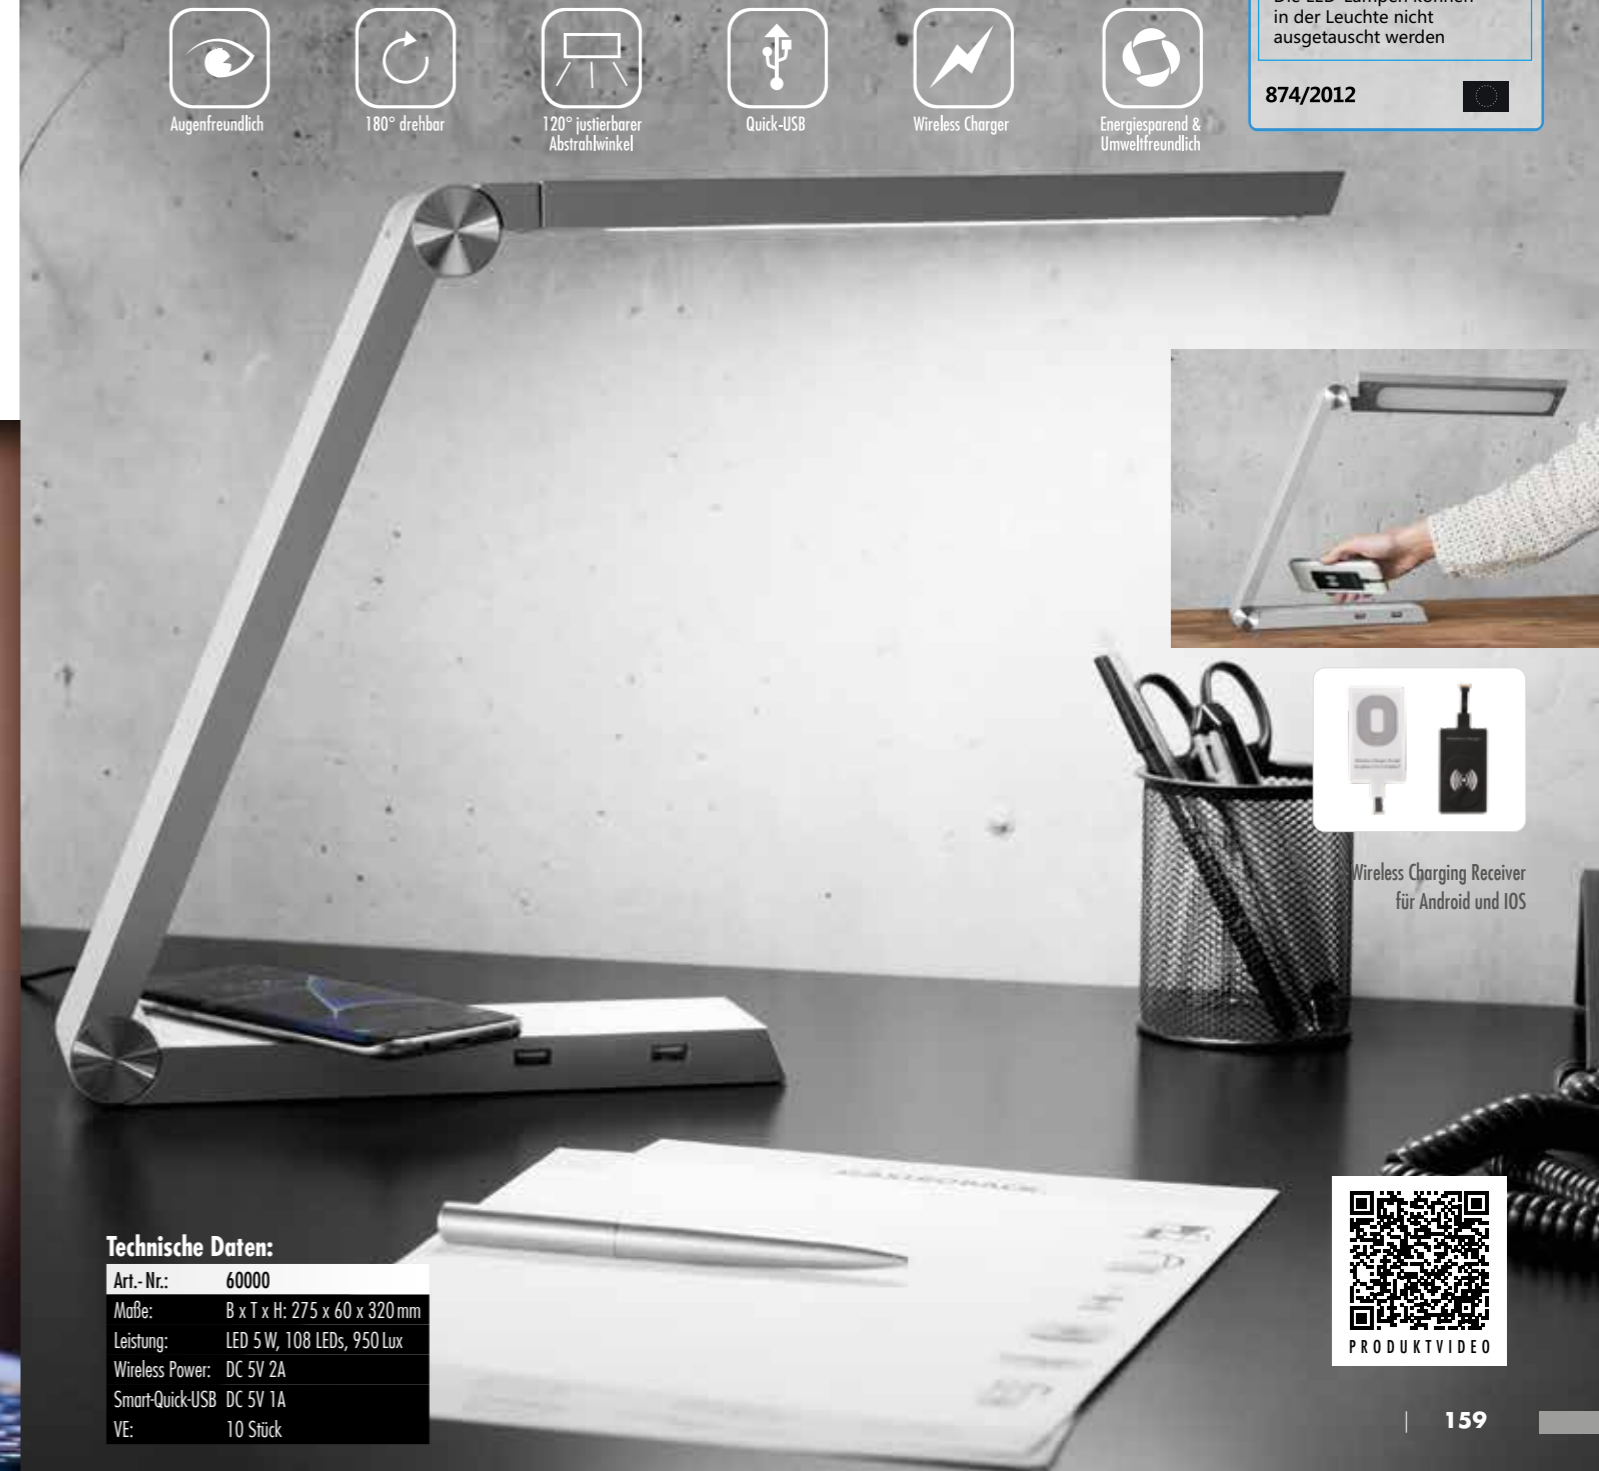 in der Leuchte nicht
ausgetauscht werden
874/2012
Augenfreundlich
180° drehbar
120° justierbarer
Abstrahlwinkel
Quick-USB
Wireless Charger
Energiesparend &
Umweltfreundlich
Wireless Charging Receiver
für Android und IOS
Technische Daten:
Art.- Nr.: 60000
Maße: B x T x H: 275 x 60 x 320 mm
Leistung: LED 5 W, 108 LEDs, 950 Lux
Wireless Power: DC 5V 2A
Smart-Quick-USB DC 5V 1A
VE: 10 Stück
PRODUKTVIDEO
159